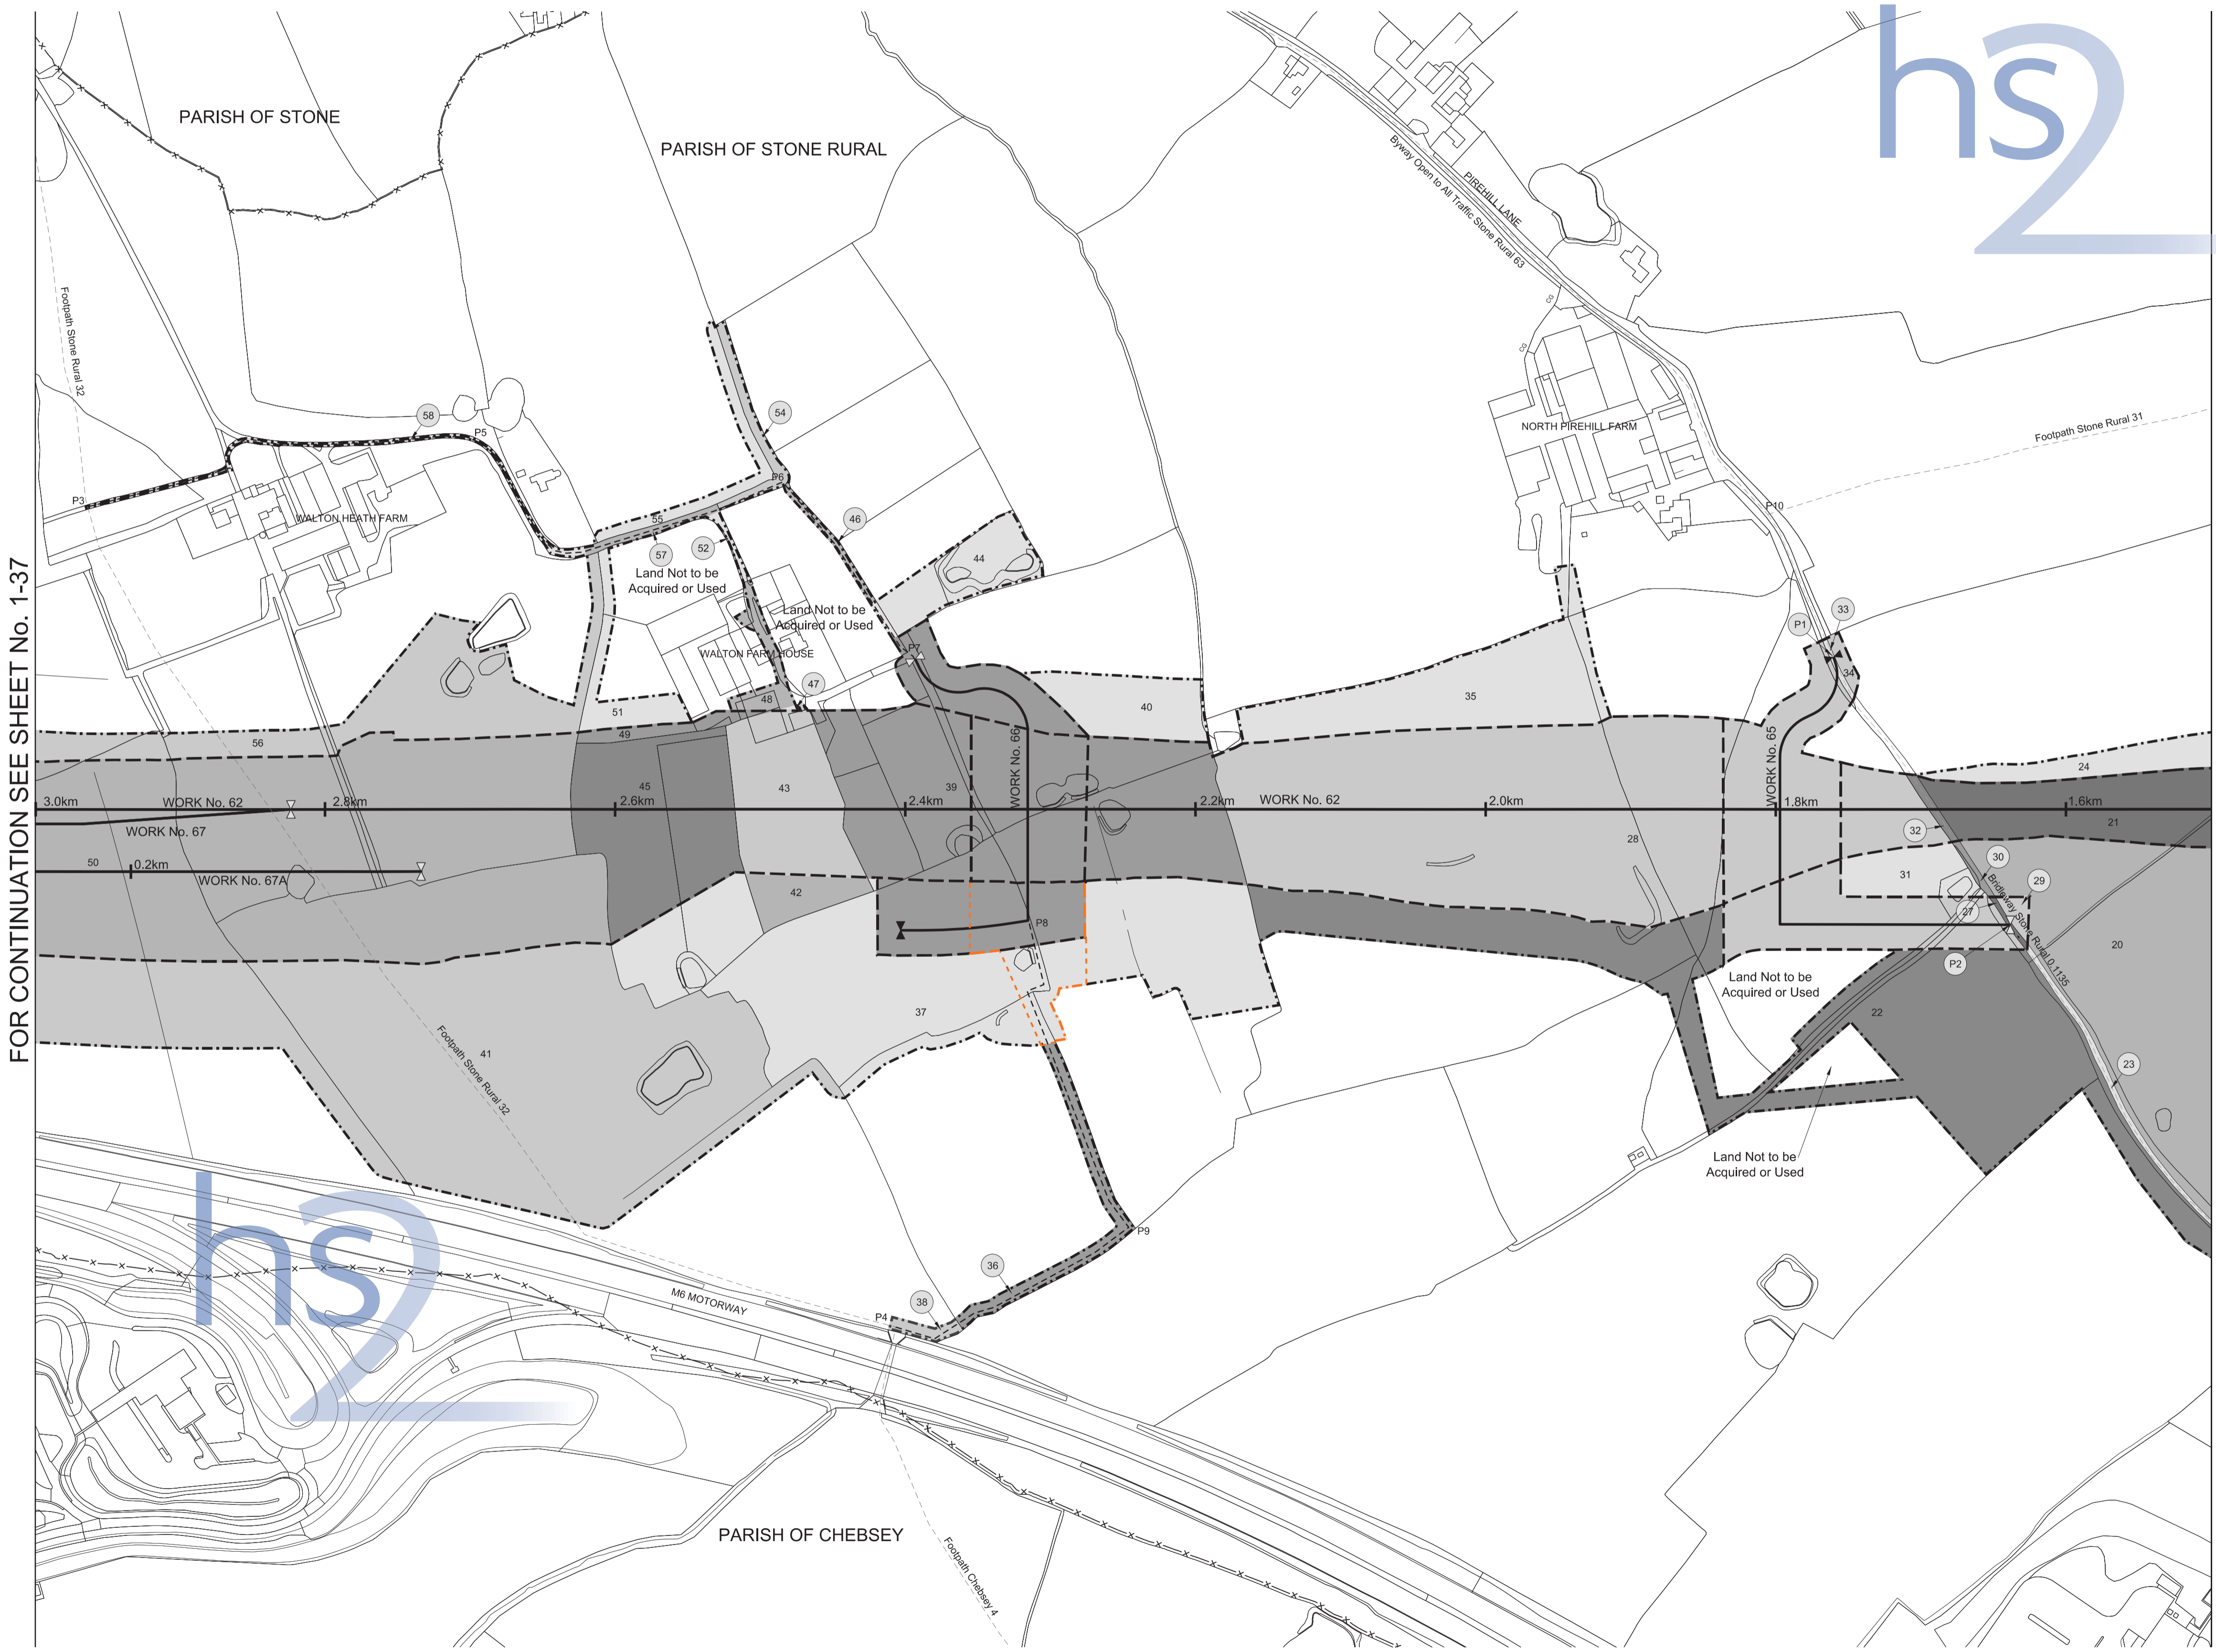 hs2
PARISH OF STONE
PARISH OF STONE RURAL
Byway Open to All Traffic Stone Rural 63
PIREHILL LANE
CG
CG
Footpath Stone Rural 32
58
P5
54
P6
NORTH PIREHILL FARM
Footpath Stone Rural 31
P3
WALTON HEATH FARM
55
57
52
46
44
P10
Land Not to be
Acquired or Used
Land Not to be
Acquired or Used
WALTON FARM HOUSE
P7
P1
33
34
FOR CONTINUATION SEE SHEET No. 1-37
47
48
51
49
56
40
35
24
WORK No. 66
WORK No. 65
45
43
39
3.0km
WORK No. 62
2.8km
2.6km
2.4km
2.2km
WORK No. 62
2.0km
1.8km
1.6km
WORK No. 67
21
32
28
50
0.2km
WORK No. 67A
42
31
30
29
27
Bridleway Stone Rural 0.1135
P8
20
P2
Land Not to be
Acquired or Used
37
22
41
Footpath Stone Rural 32
23
Land Not to be
Acquired or Used
hs2
P9
36
38
P4
M6 MOTORWAY
PARISH OF CHEBSEY
Footpath Chebsey 4